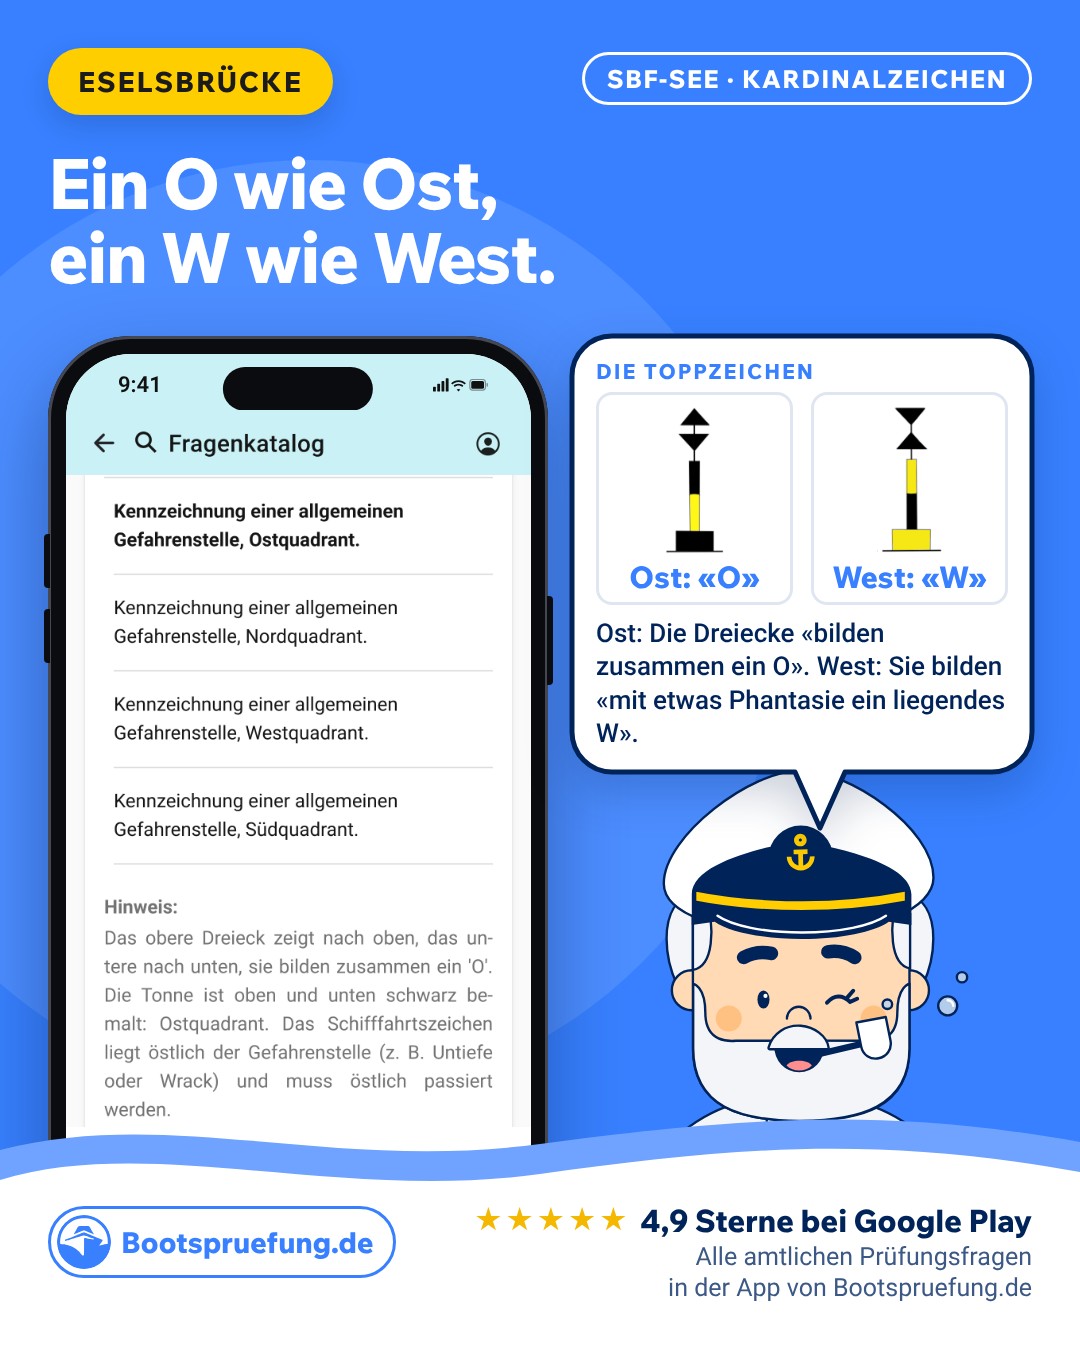 ESELSBRÜCKE
SBF-SEE · KARDINALZEICHEN
Ein O wie Ost,
ein W wie West.
9:41
Fragenkatalog
Kennzeichnung einer allgemeinen
Gefahrenstelle, Ostquadrant.
Kennzeichnung einer allgemeinen
Gefahrenstelle, Nordquadrant.
Kennzeichnung einer allgemeinen
Gefahrenstelle, Westquadrant.
Kennzeichnung einer allgemeinen
Gefahrenstelle, Südquadrant.
Hinweis:
Das obere Dreieck zeigt nach oben, das un-
tere nach unten, sie bilden zusammen ein 'O'.
Die Tonne ist oben und unten schwarz be-
malt: Ostquadrant. Das Schifffahrtszeichen
liegt östlich der Gefahrenstelle (z. B. Untiefe
oder Wrack) und muss östlich passiert
werden.
DIE TOPPZEICHEN
Ost: «O»
West: «W»
Ost: Die Dreiecke «bilden
zusammen ein O». West: Sie bilden
«mit etwas Phantasie ein liegendes
W».
Bootspruefung.de
★★★★★ 4,9 Sterne bei Google Play
Alle amtlichen Prüfungsfragen
in der App von Bootspruefung.de